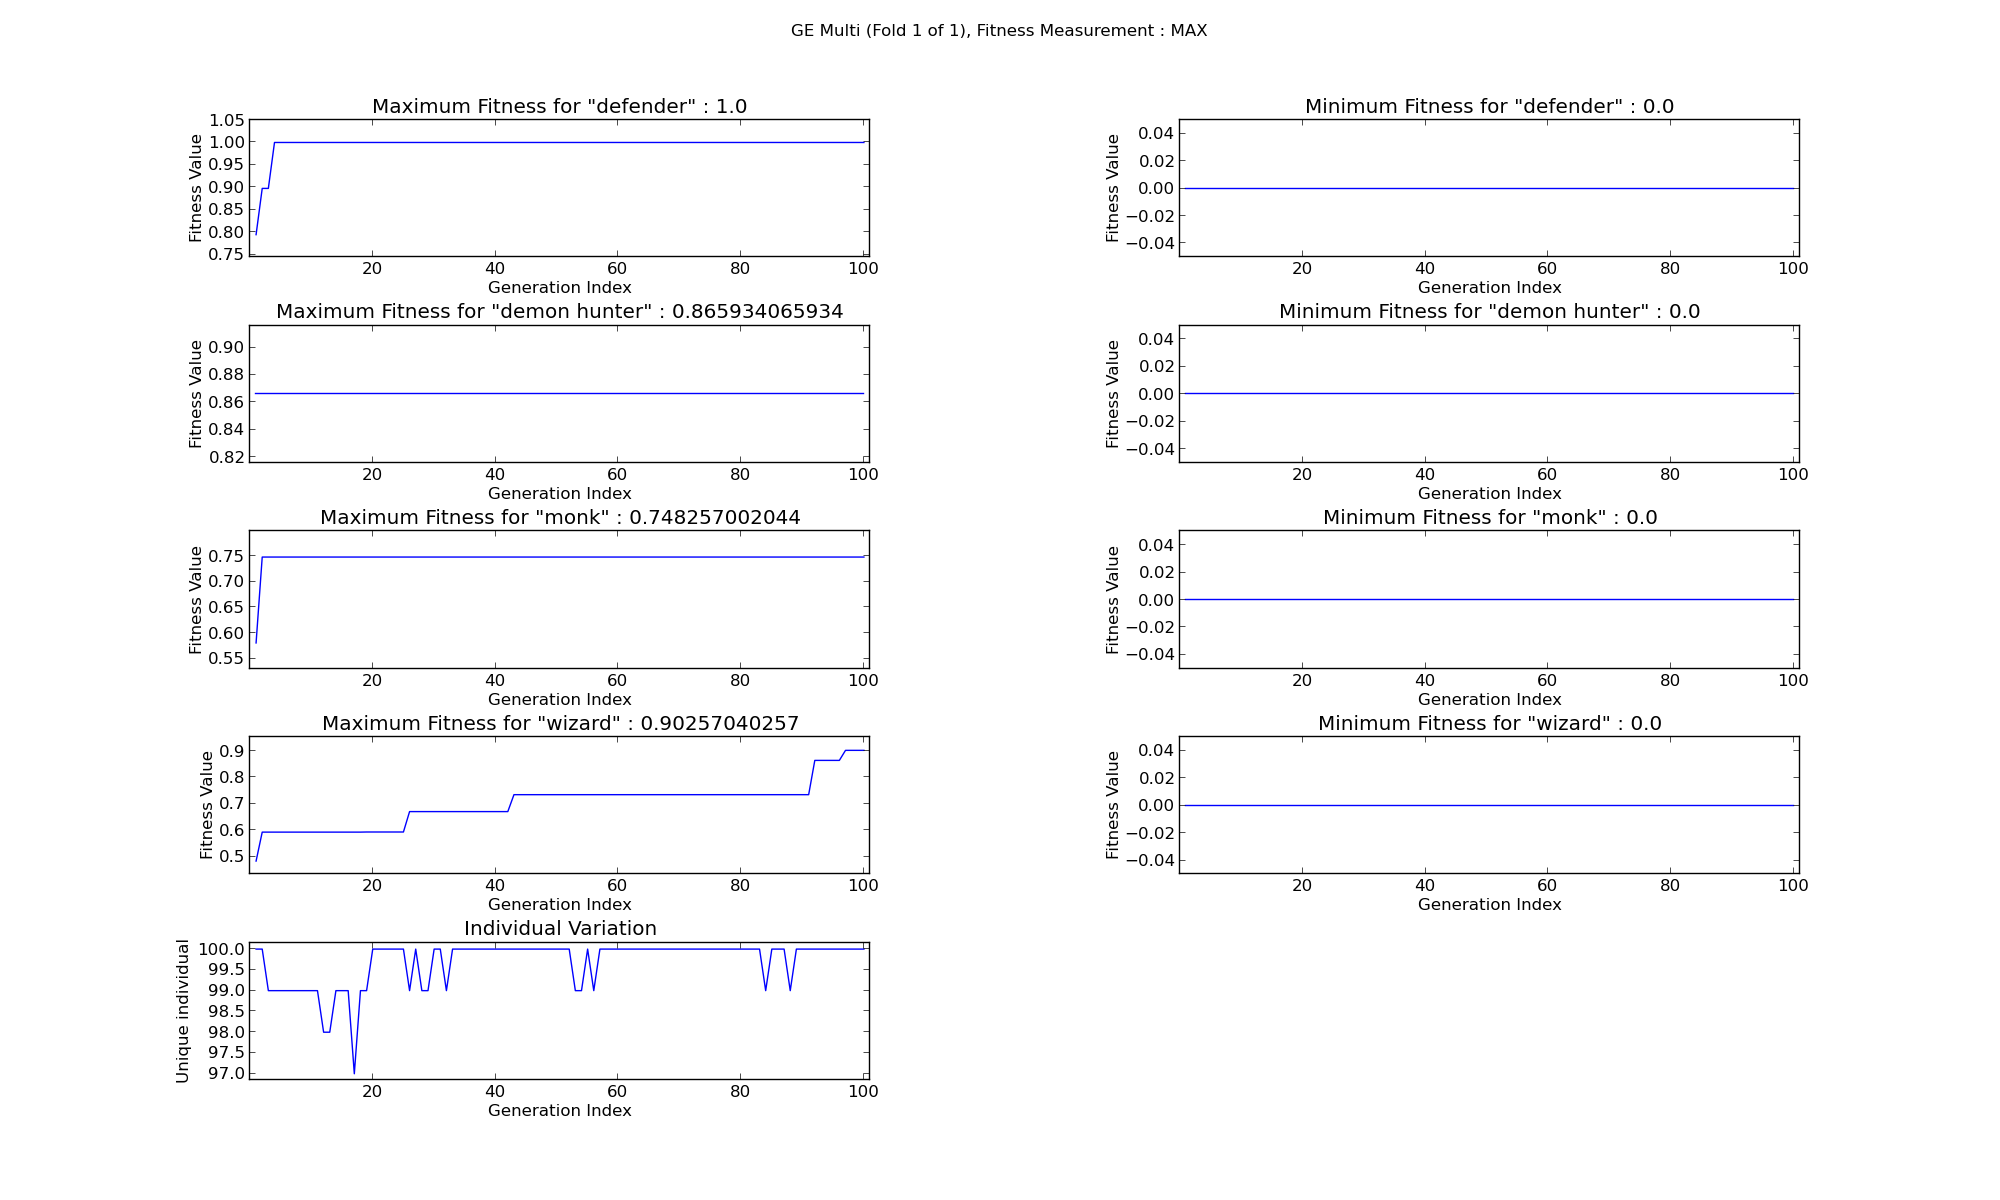 GE Multi (Fold 1 of 1), Fitness Measurement : MAX
Maximum Fitness for "defender" : 1.0
Fitness Value
1.05
1.00
0.95
0.90
0.85
0.80
0.75
20 40 60 80 100
Generation Index
Minimum Fitness for "defender" : 0.0
Fitness Value
0.04
0.02
0.00
−0.02
−0.04
20 40 60 80 100
Generation Index
Maximum Fitness for "demon hunter" : 0.865934065934
Fitness Value
0.90
0.88
0.86
0.84
0.82
20 40 60 80 100
Generation Index
Minimum Fitness for "demon hunter" : 0.0
Fitness Value
0.04
0.02
0.00
−0.02
−0.04
20 40 60 80 100
Generation Index
Maximum Fitness for "monk" : 0.748257002044
Fitness Value
0.75
0.70
0.65
0.60
0.55
20 40 60 80 100
Generation Index
Minimum Fitness for "monk" : 0.0
Fitness Value
0.04
0.02
0.00
−0.02
−0.04
20 40 60 80 100
Generation Index
Maximum Fitness for "wizard" : 0.90257040257
Fitness Value
0.9
0.8
0.7
0.6
0.5
20 40 60 80 100
Generation Index
Minimum Fitness for "wizard" : 0.0
Fitness Value
0.04
0.02
0.00
−0.02
−0.04
20 40 60 80 100
Generation Index
Individual Variation
Unique individual
100.0
99.5
99.0
98.5
98.0
97.5
97.0
20 40 60 80 100
Generation Index